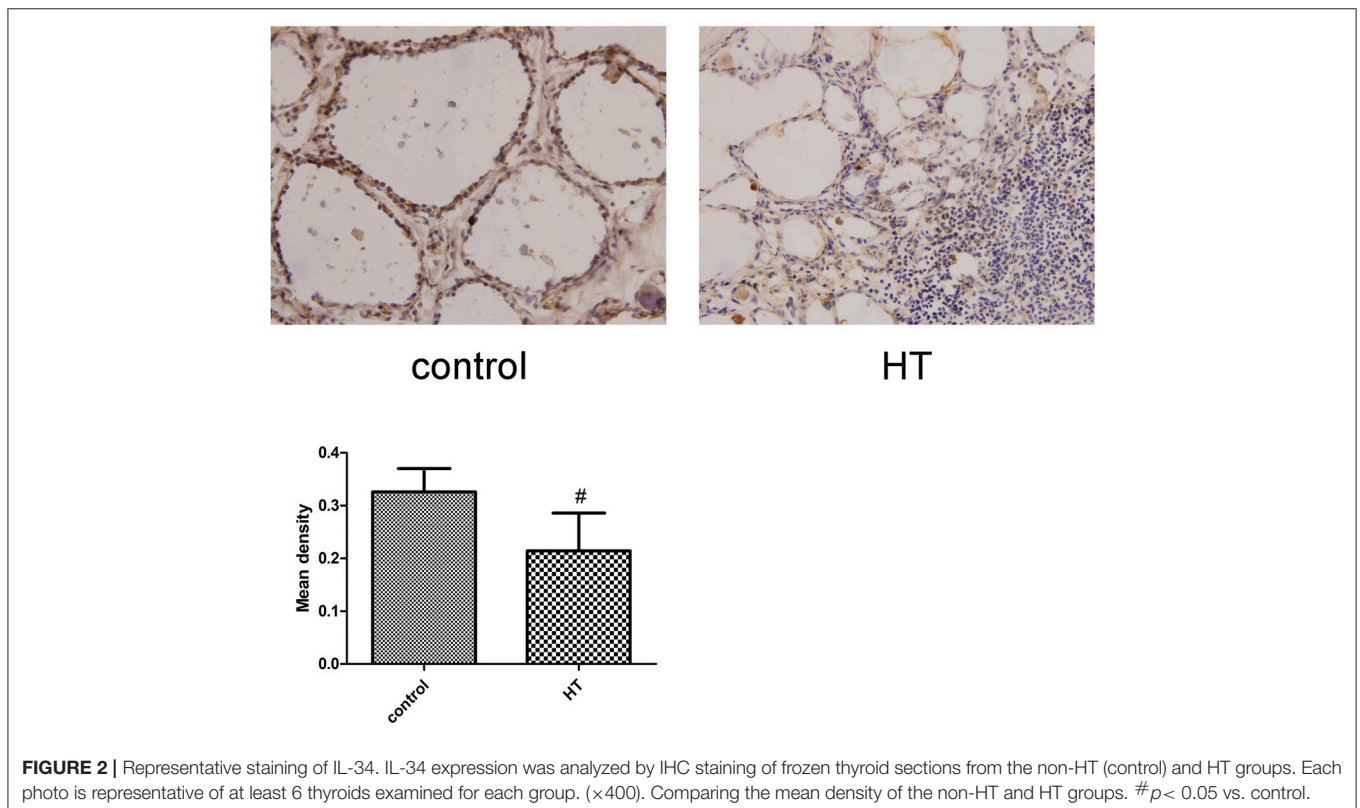 control
HT
0.4
0.3
0.2
0.1
0.0
Mean density
#
control
HT
FIGURE 2 | Representative staining of IL-34. IL-34 expression was analyzed by IHC staining of frozen thyroid sections from the non-HT (control) and HT groups. Each
photo is representative of at least 6 thyroids examined for each group. (×400). Comparing the mean density of the non-HT and HT groups. #p< 0.05 vs. control.